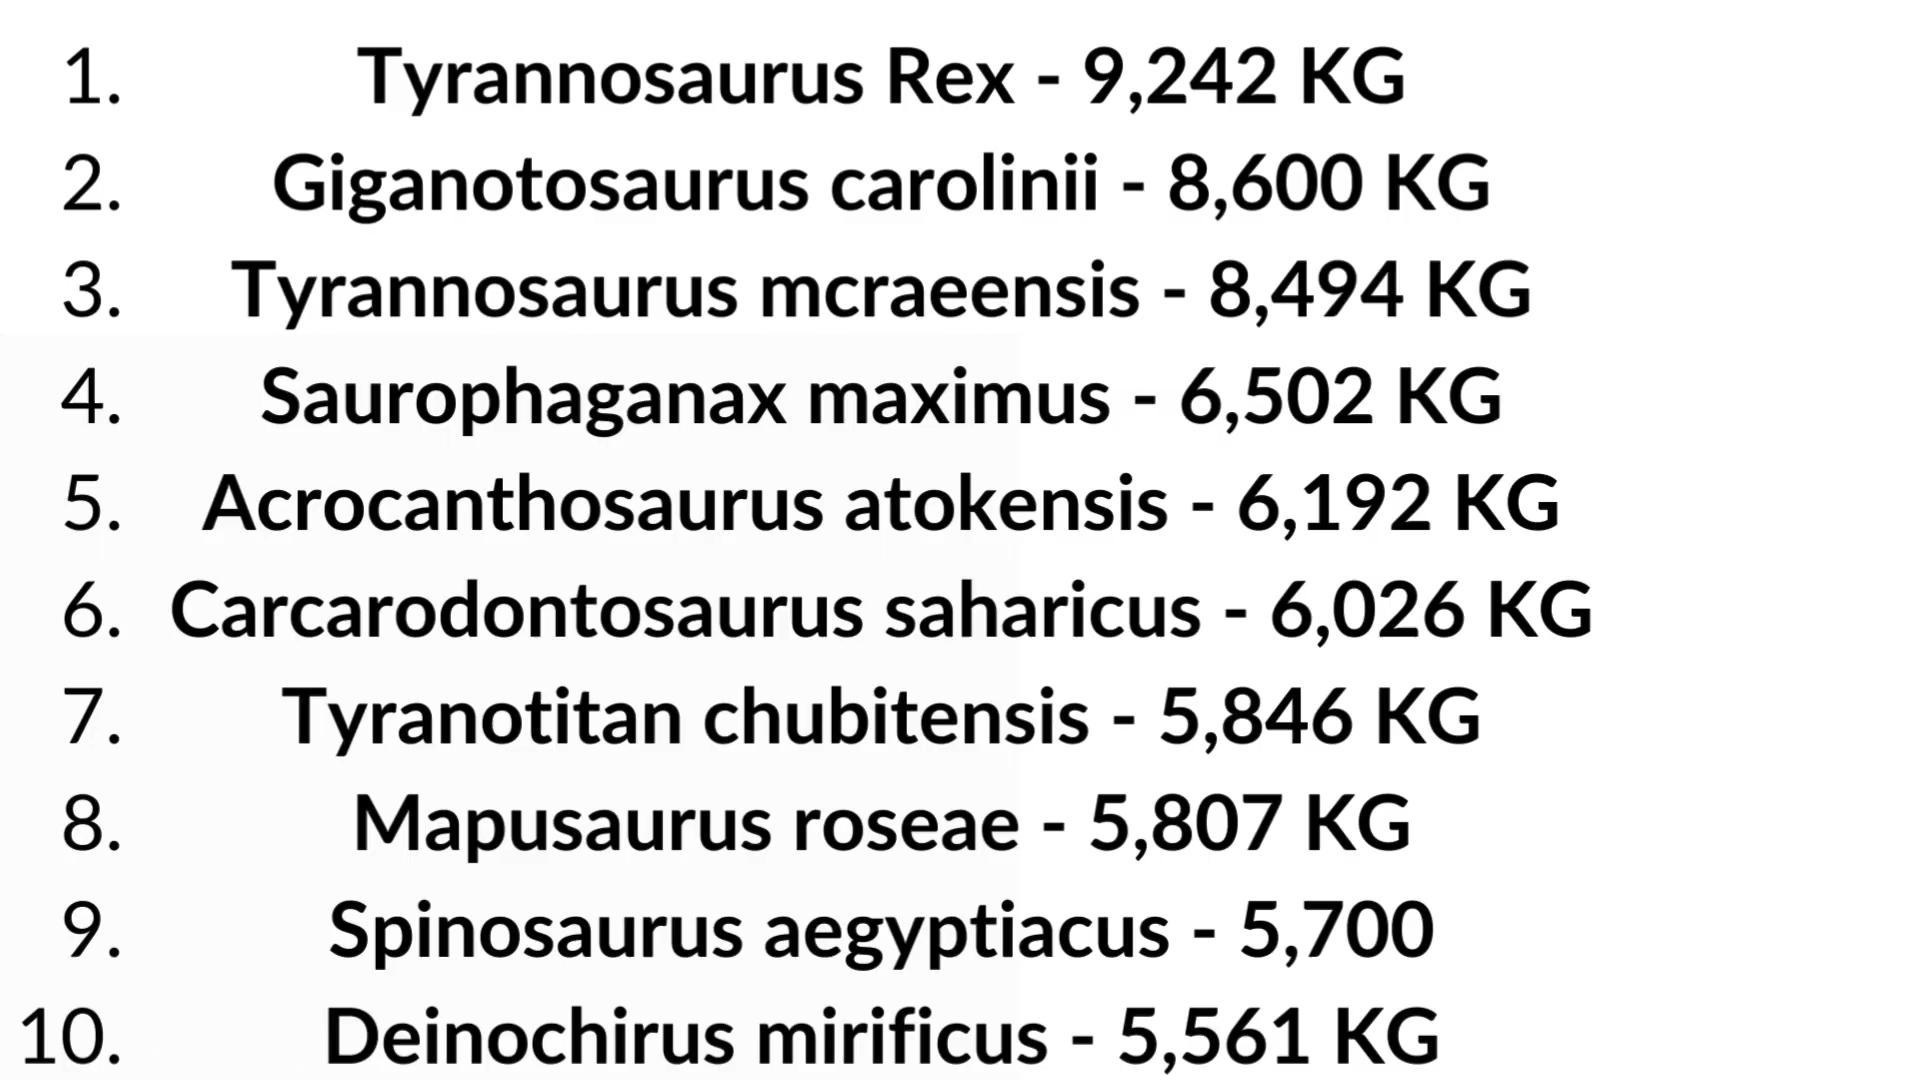 1. Tyrannosaurus Rex - 9,242 KG
2. Giganotosaurus carolinii - 8,600 KG
3. Tyrannosaurus mcraeensis - 8,494 KG
4. Saurophaganax maximus - 6,502 KG
5. Acrocanthosaurus atokensis - 6,192 KG
6. Carcarodontosaurus saharicus - 6,026 KG
7. Tyranotitan chubitensis - 5,846 KG
8. Mapusaurus roseae - 5,807 KG
9. Spinosaurus aegyptiacus - 5,700
10. Deinochirus mirificus - 5,561 KG